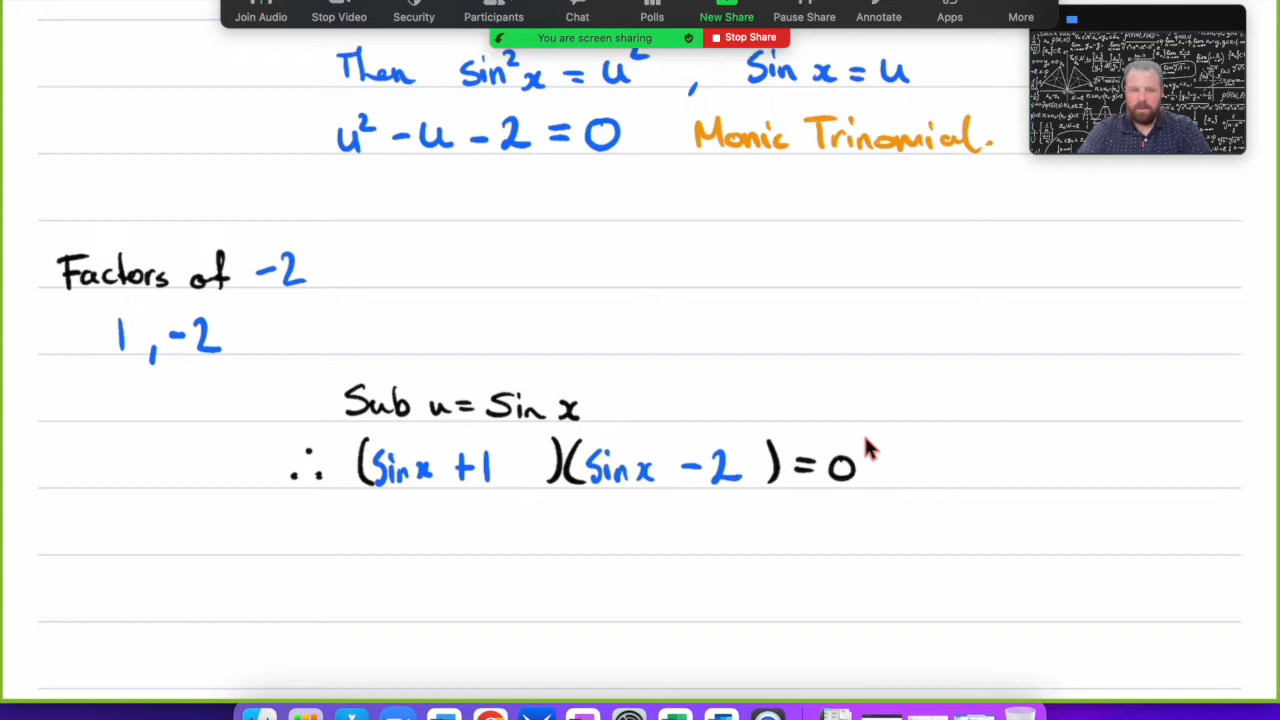 Join Audio Stop Video Security Participants Chat Polls New Share Pause Share Annotate Apps More
You are screen sharing Stop Share
Then sin²x = u² , Sin x = u
u² - u - 2 = 0 Monic Trinomial.
Factors of -2
1 , -2
Sub u = Sin x
∴ (Sinx +1 )(Sinx -2 ) = 0